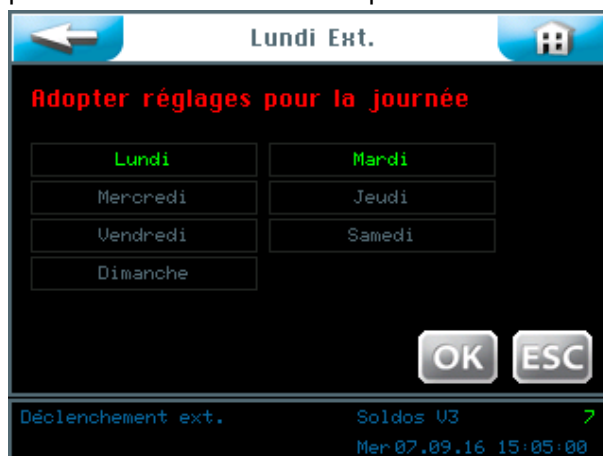 Lundi Ext.
Adopter réglages pour la journée
Lundi Mardi
Mercredi Jeudi
Vendredi Samedi
Dimanche
OK ESC
Déclenchement ext. Soldos V3 7
Mer 07.09.16 15:05:00